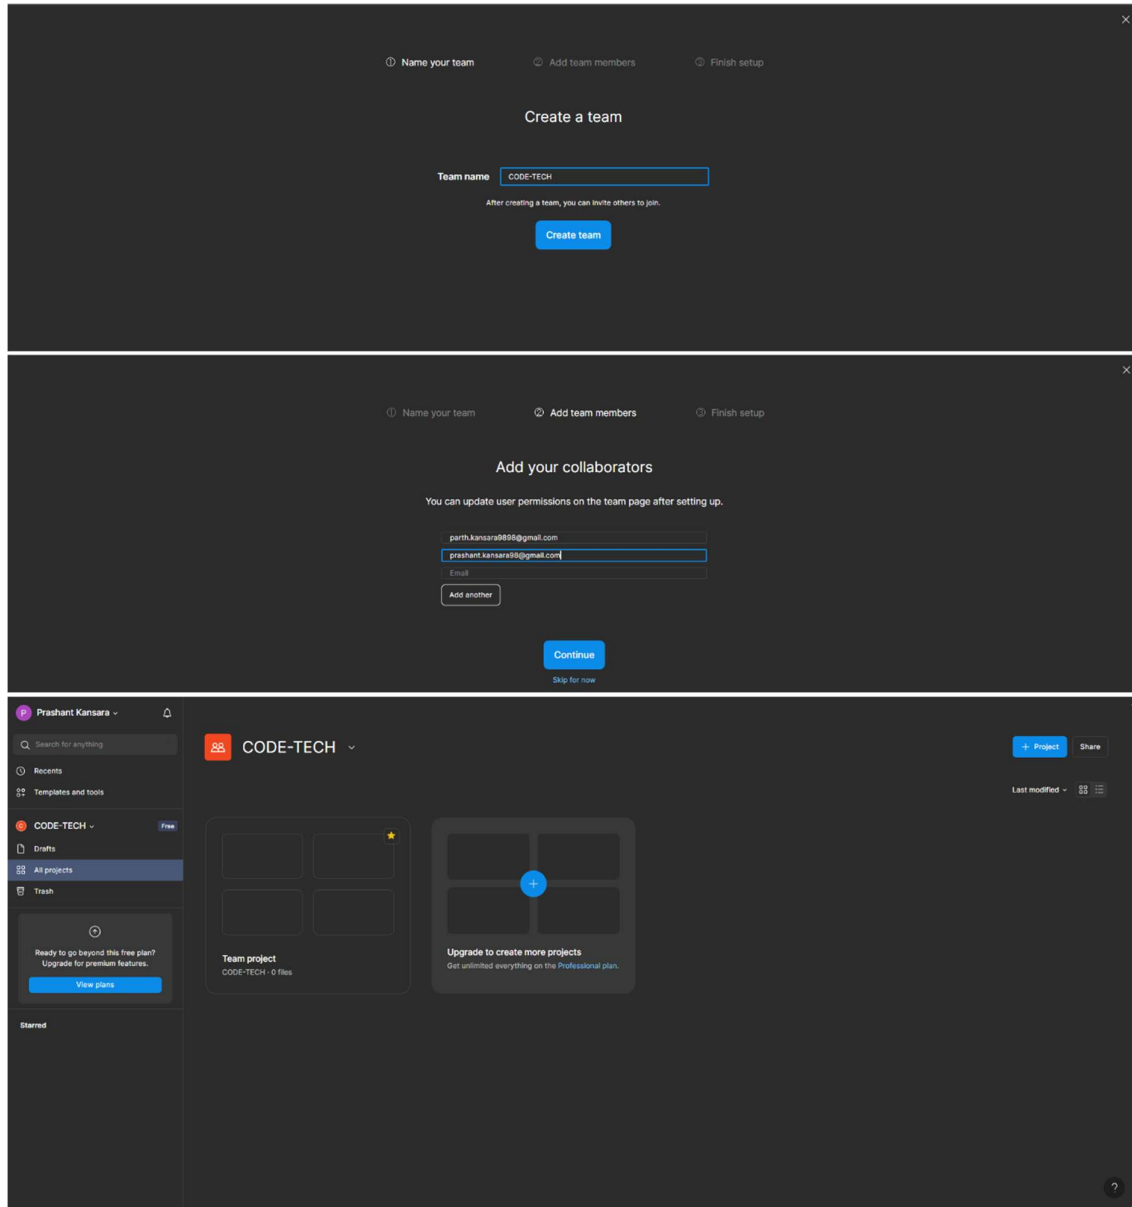 ① Name your team ② Add team members ③ Finish setup
Create a team
Team name CODE-TECH
After creating a team, you can invite others to join.
Create team
① Name your team ② Add team members ③ Finish setup
Add your collaborators
You can update user permissions on the team page after setting up.
parth.kansara9898@gmail.com
prashant.kansara98@gmail.com
Email
Add another
Continue
Skip for now
P Prashant Kansara
Search for anything
Recents
Templates and tools
C CODE-TECH Free
Drafts
All projects
Trash
Ready to go beyond this free plan?
Upgrade for premium features.
View plans
Starred
CODE-TECH
+ Project Share
Last modified
Team project
CODE-TECH · 0 files
Upgrade to create more projects
Get unlimited everything on the Professional plan.
?